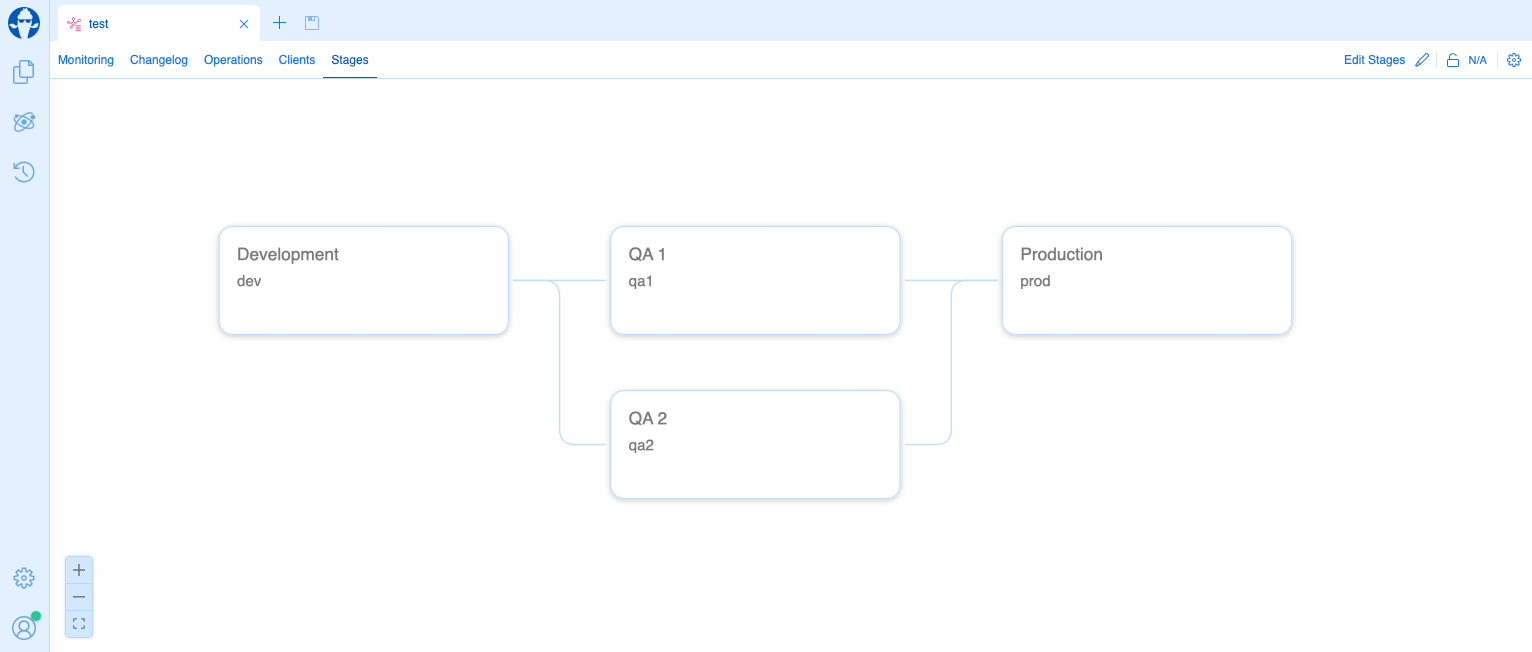 test
Monitoring
Changelog
Operations
Clients
Stages
Edit Stages
N/A
Development
dev
QA 1
qa1
Production
prod
QA 2
qa2